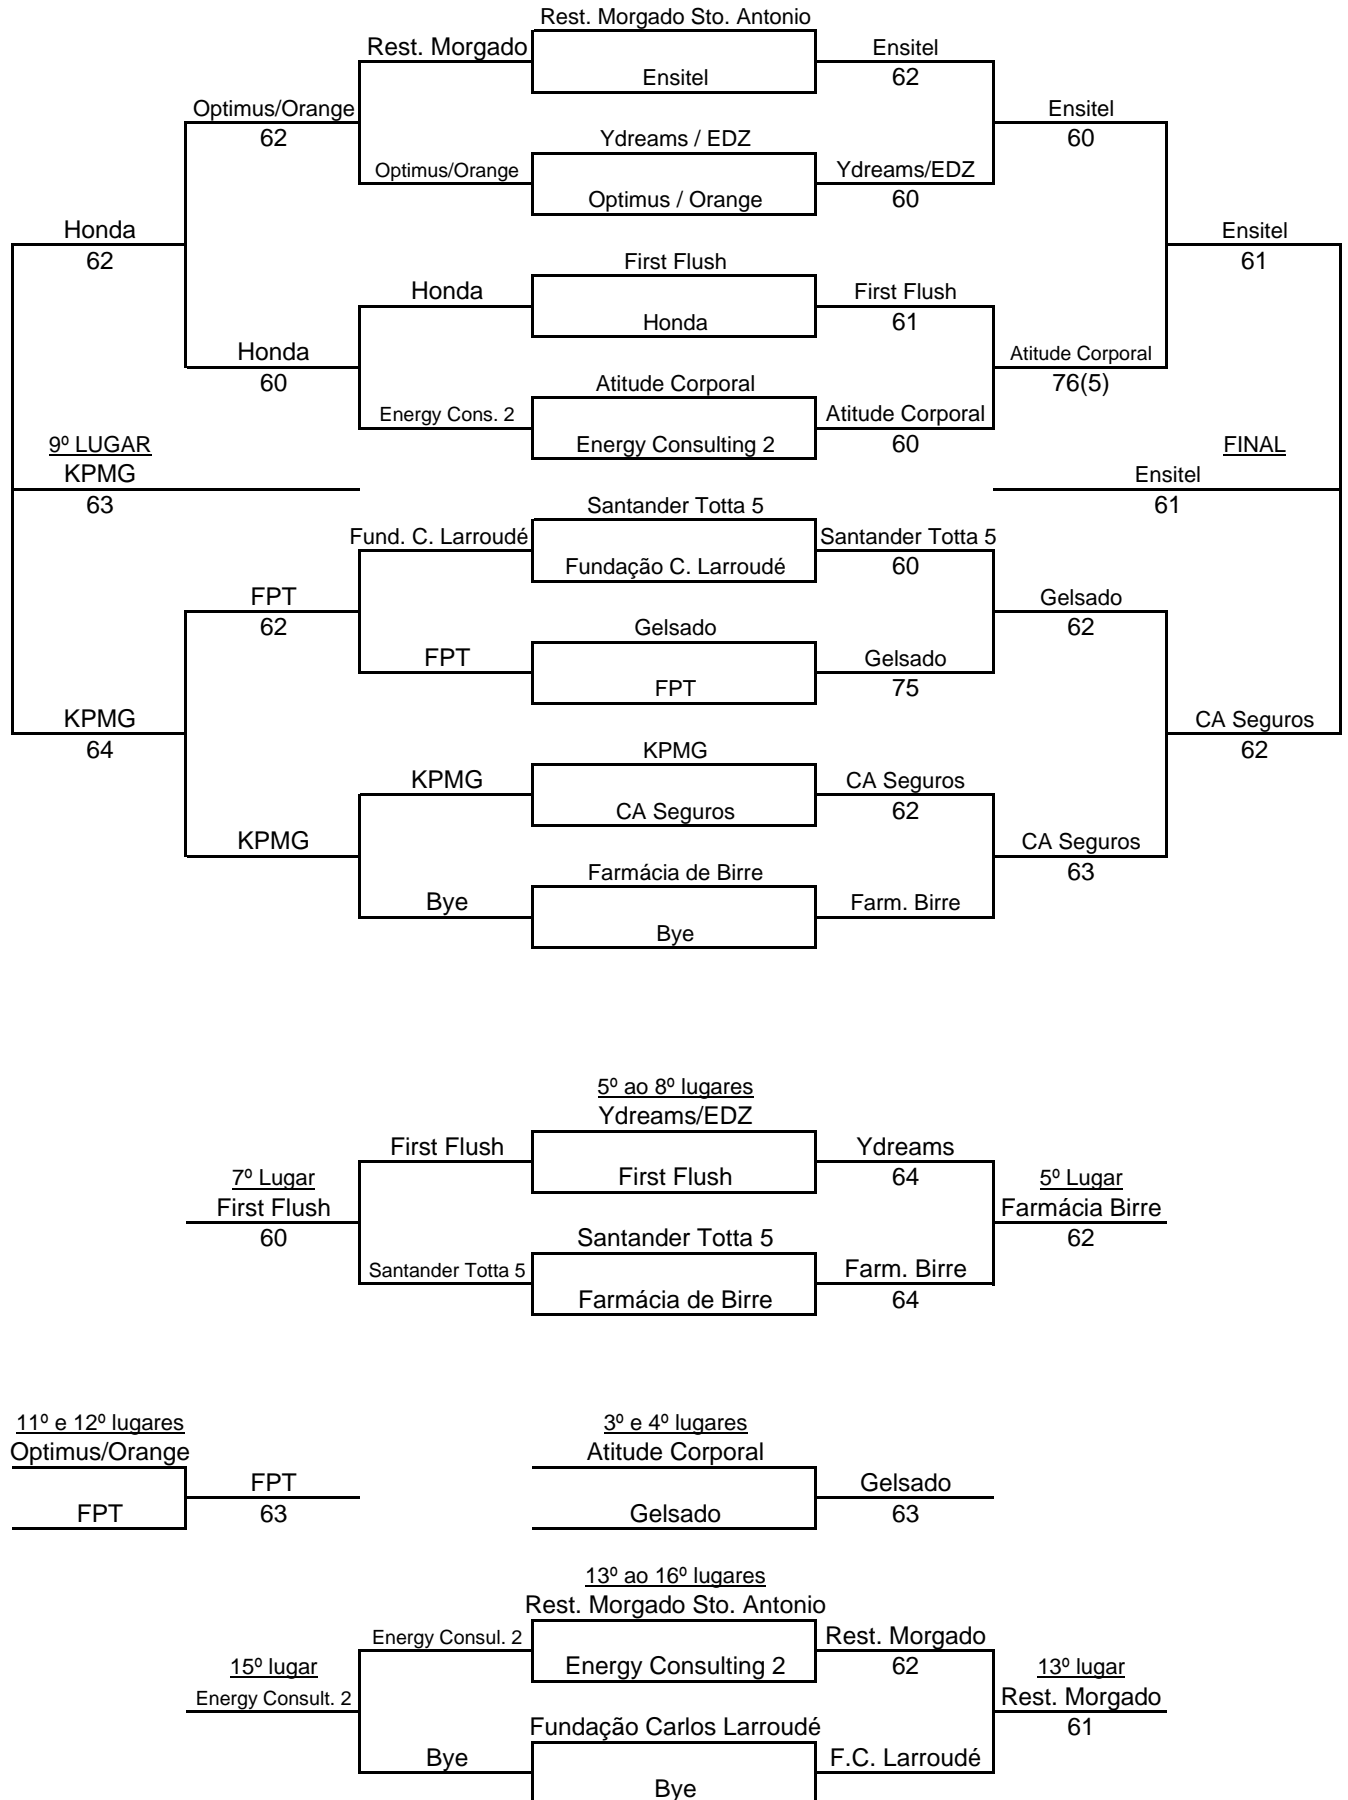 Rest. Morgado Sto. Antonio
Rest. Morgado Ensitel
Ensitel 62
Optimus/Orange Ensitel
62 Ydreams / EDZ 60
Optimus/Orange Ydreams/EDZ
Optimus / Orange 60
Honda Ensitel
62 First Flush 61
Honda First Flush
Honda 61
Honda Atitude Corporal
60 Atitude Corporal 76(5)
Energy Cons. 2 Atitude Corporal
9º LUGAR Energy Consulting 2 60 FINAL
KPMG Ensitel
63 Santander Totta 5 61
Fund. C. Larroudé Santander Totta 5
Fundação C. Larroudé 60
FPT Gelsado
62 Gelsado 62
FPT Gelsado
FPT 75
KPMG CA Seguros
64 KPMG 62
KPMG CA Seguros
CA Seguros 62
KPMG CA Seguros
Farmácia de Birre 63
Bye Farm. Birre
Bye
5º ao 8º lugares
Ydreams/EDZ
First Flush Ydreams
7º Lugar First Flush 64 5º Lugar
First Flush Farmácia Birre
60 Santander Totta 5 62
Santander Totta 5 Farm. Birre
Farmácia de Birre 64
11º e 12º lugares 3º e 4º lugares
Optimus/Orange Atitude Corporal
FPT Gelsado
FPT 63 Gelsado 63
13º ao 16º lugares
Rest. Morgado Sto. Antonio
Energy Consul. 2 Rest. Morgado
15º lugar Energy Consulting 2 62 13º lugar
Energy Consult. 2 Rest. Morgado
Fundação Carlos Larroudé 61
Bye F.C. Larroudé
Bye